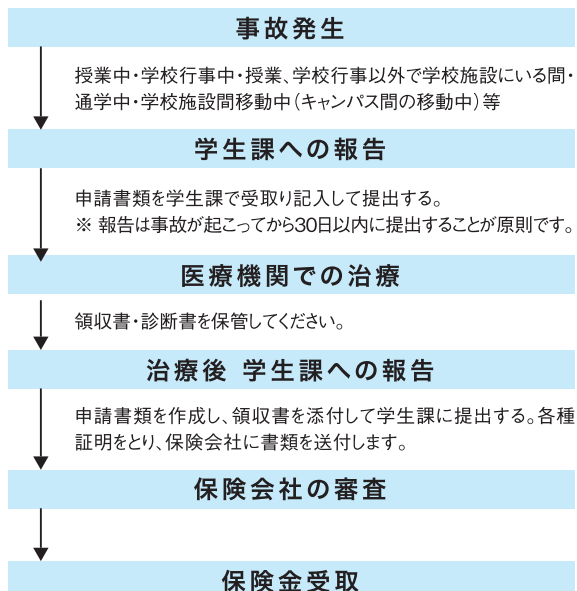 事故発生
授業中・学校行事中・授業、学校行事以外で学校施設にいる間・
通学中・学校施設間移動中（キャンパス間の移動中）等
学生課への報告
申請書類を学生課で受取り記入して提出する。
※ 報告は事故が起こってから30日以内に提出することが原則です。
医療機関での治療
領収書・診断書を保管してください。
治療後 学生課への報告
申請書類を作成し、領収書を添付して学生課に提出する。各種
証明をとり、保険会社に書類を送付します。
保険会社の審査
保険金受取